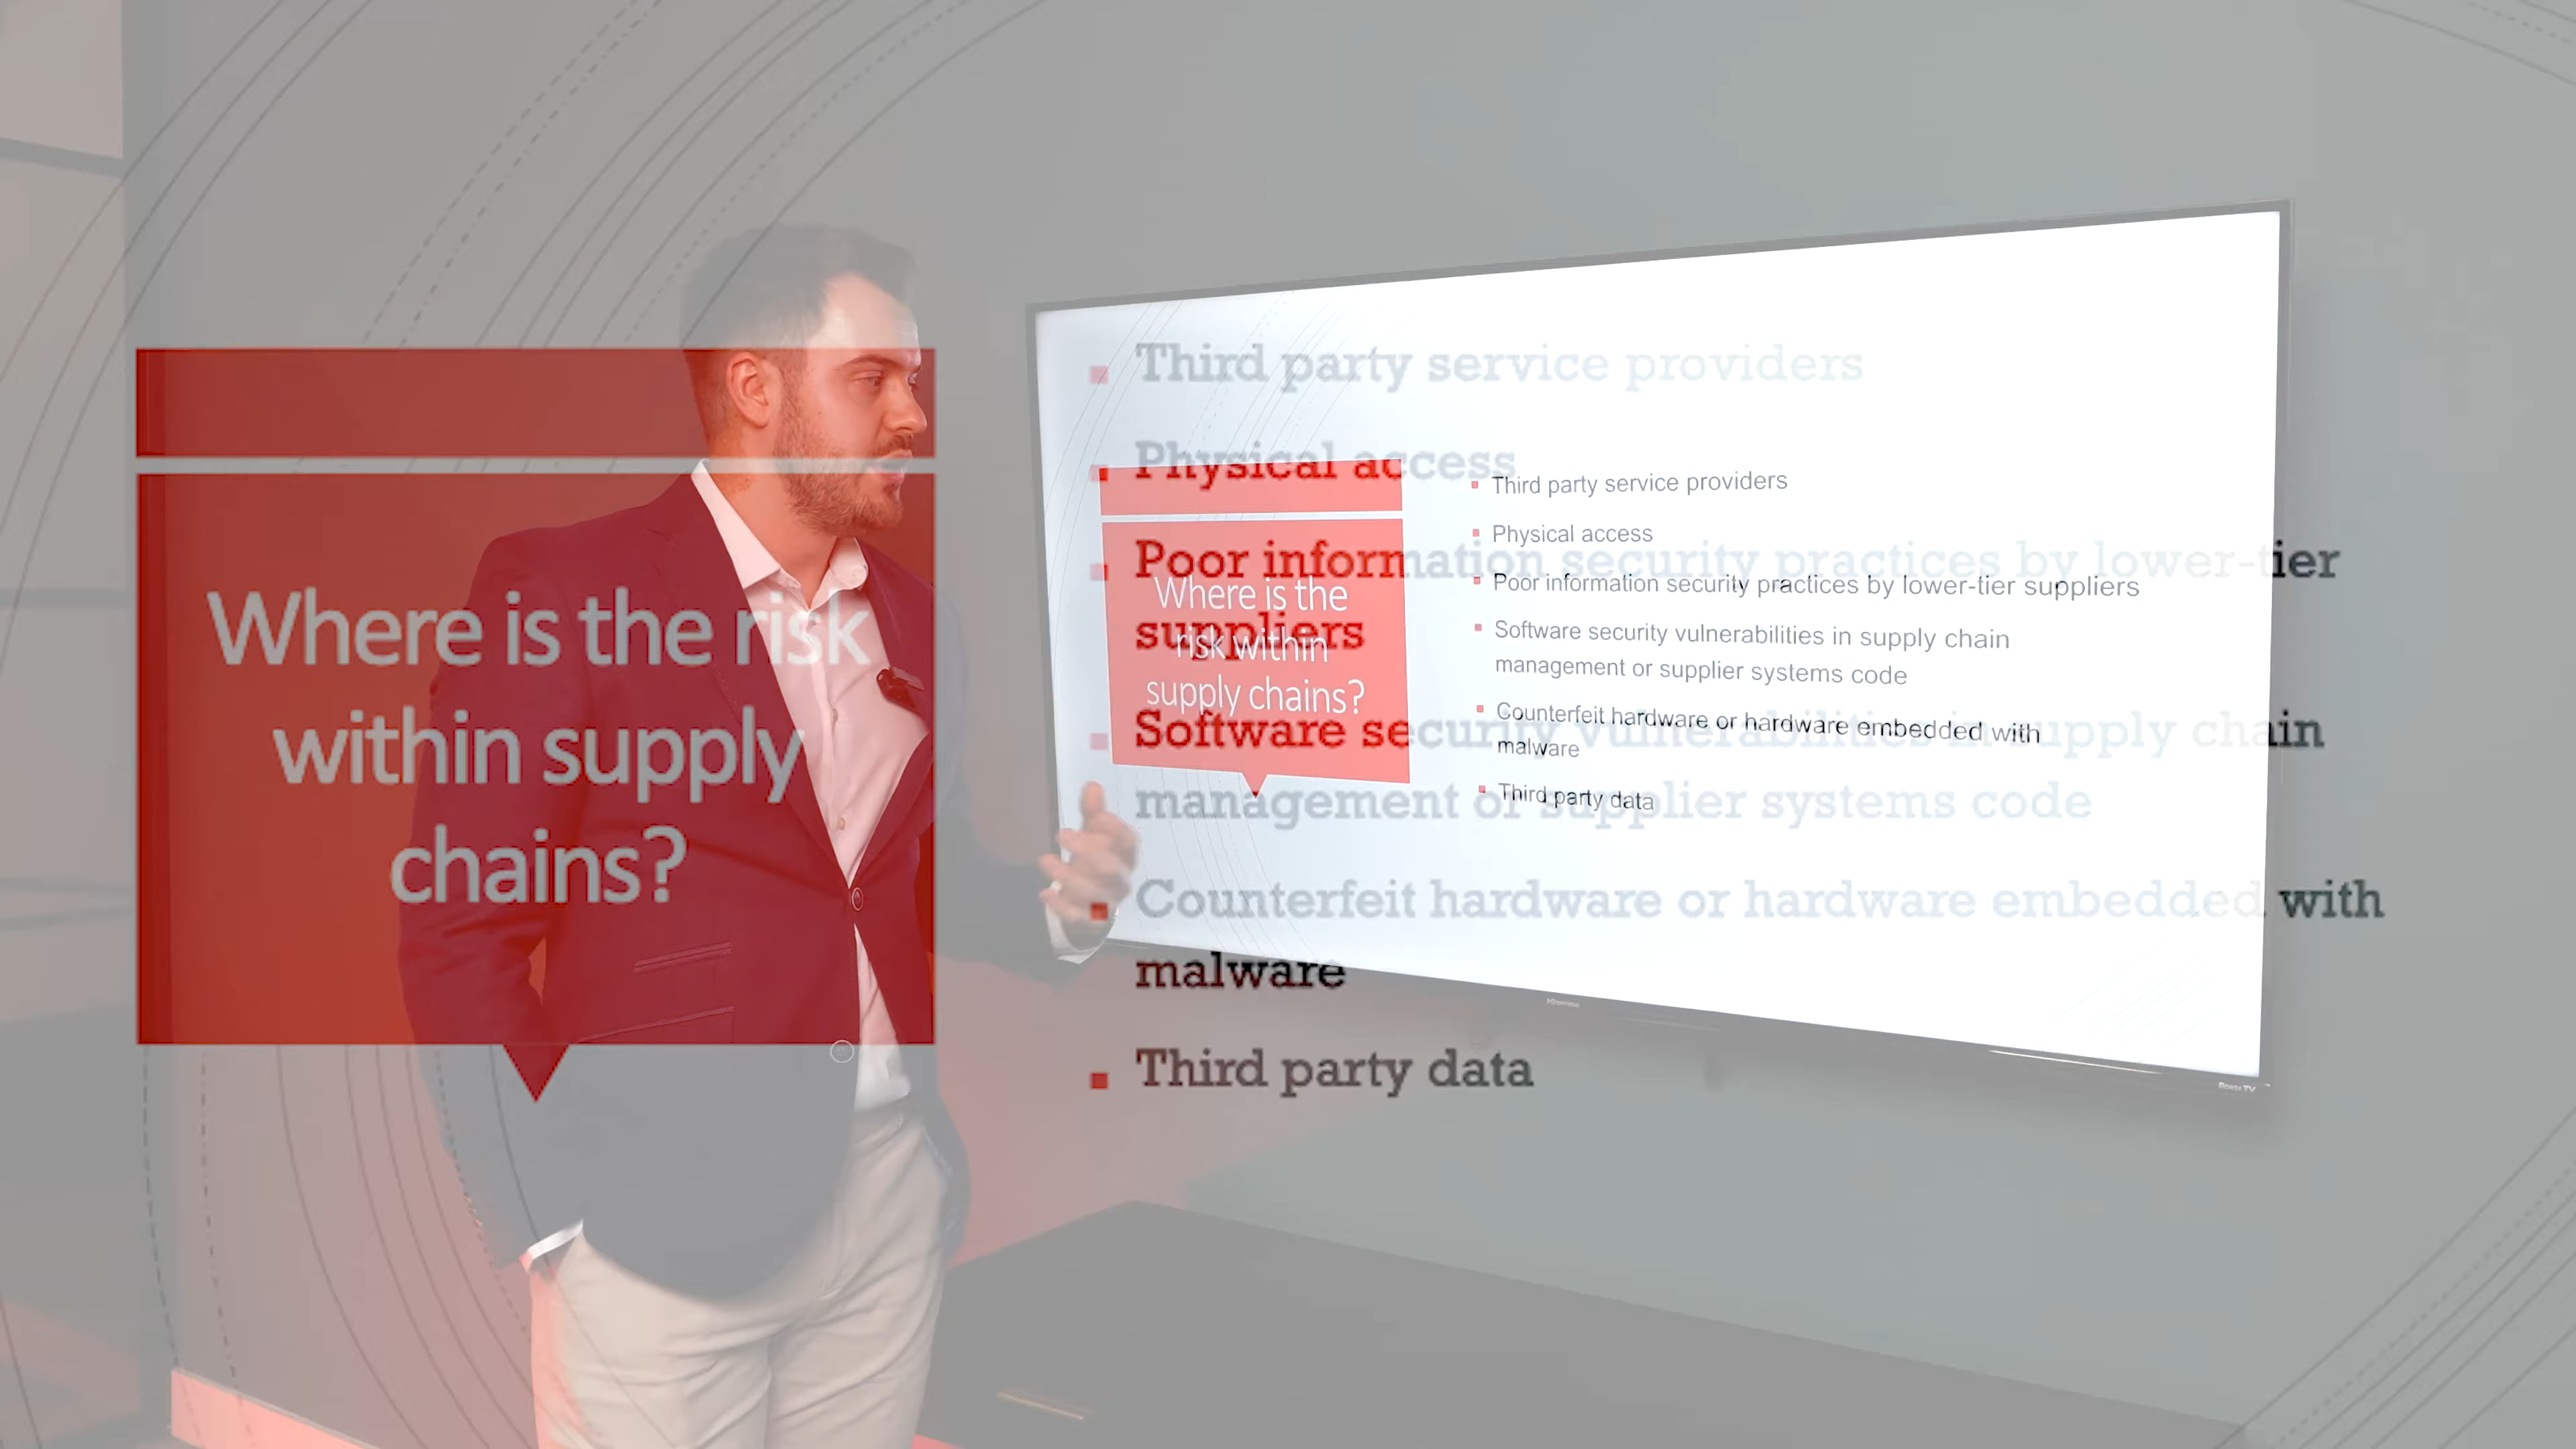 Where is the risk
within supply
chains?
Third party service providers
Physical access
Poor information security practices by lower-tier
suppliers
Software security vulnerabilities in supply chain
management or supplier systems code
Counterfeit hardware or hardware embedded with
malware
Third party data
Where is the
risk within
supply chains?
Third party service providers
Physical access
Poor information security practices by lower-tier suppliers
Software security vulnerabilities in supply chain
management or supplier systems code
Counterfeit hardware or hardware embedded with
malware
Third party data
Hisense
Roku TV